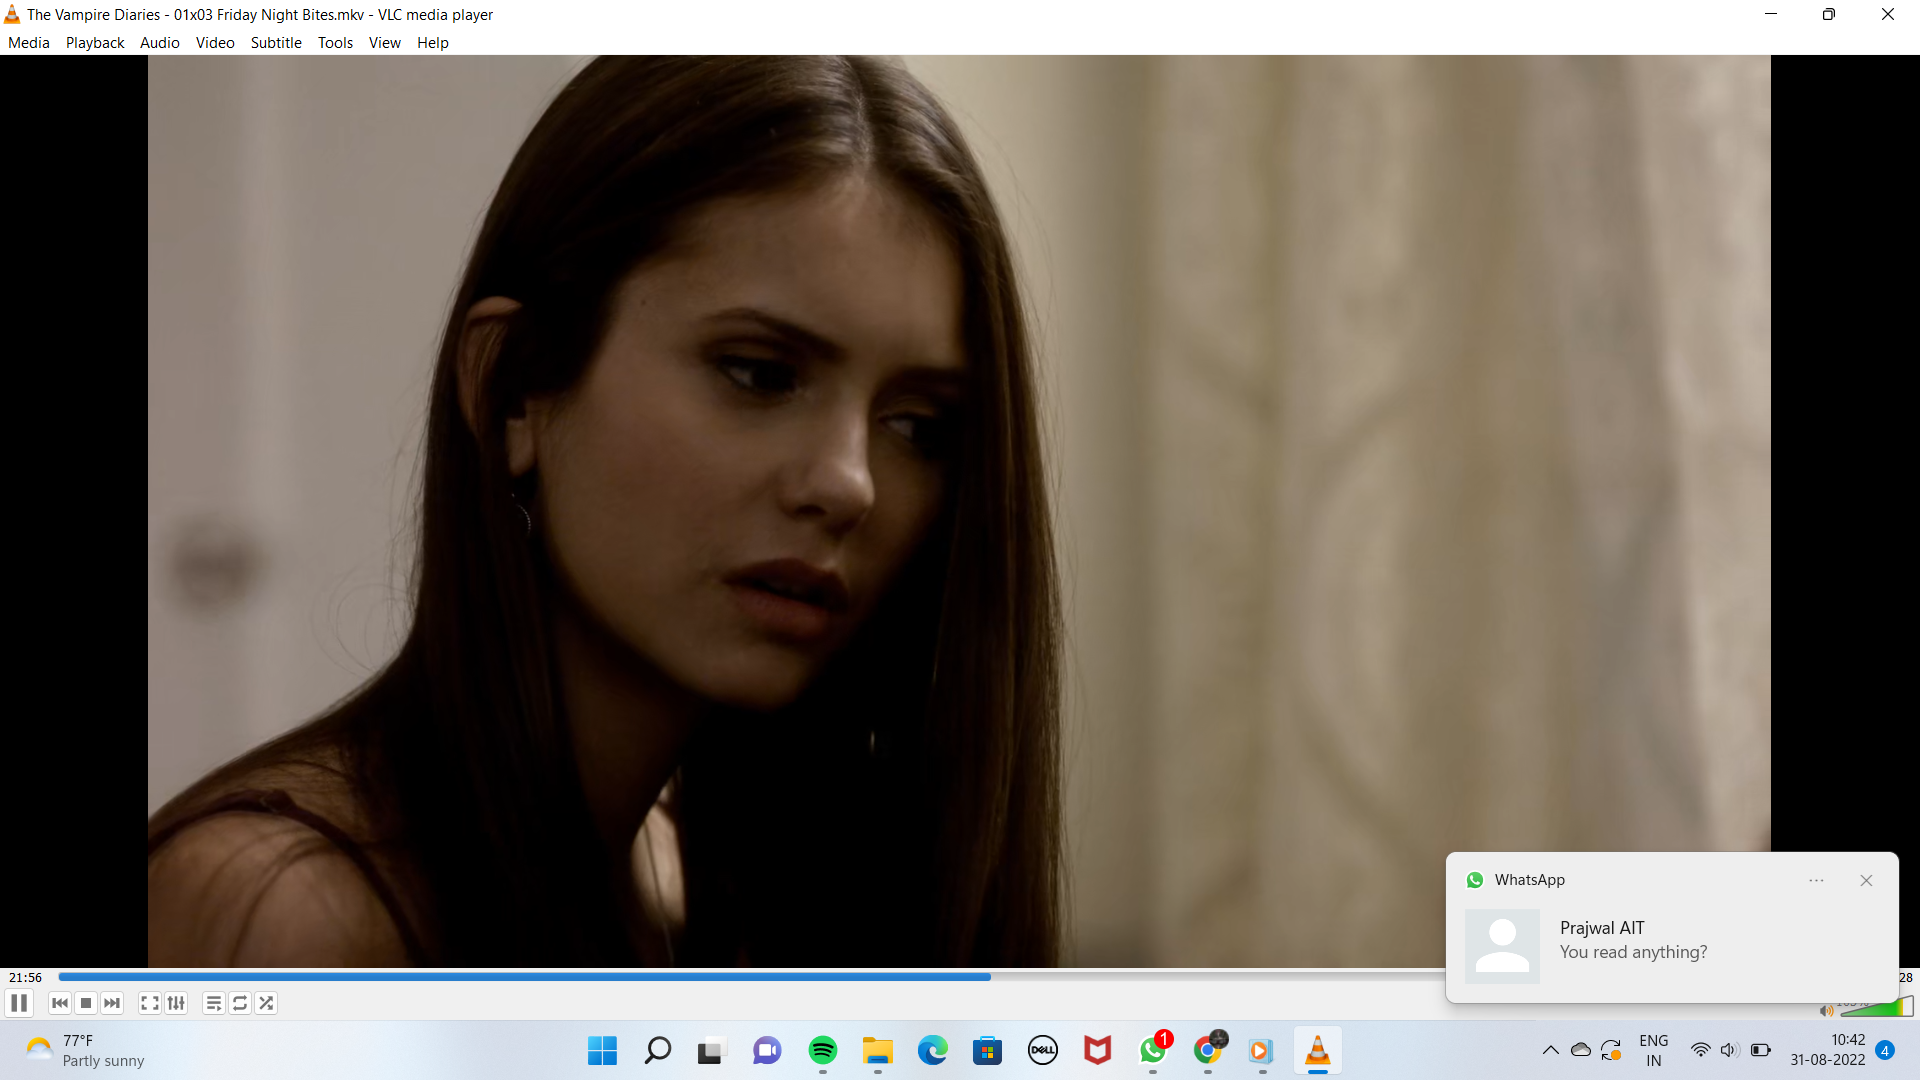 The Vampire Diaries - 01x03 Friday Night Bites.mkv - VLC media player
Media Playback Audio Video Subtitle Tools View Help
WhatsApp
Prajwal AIT
You read anything?
21:56
28
77°F
Partly sunny
DELL
1
ENG
IN
10:42
31-08-2022
4